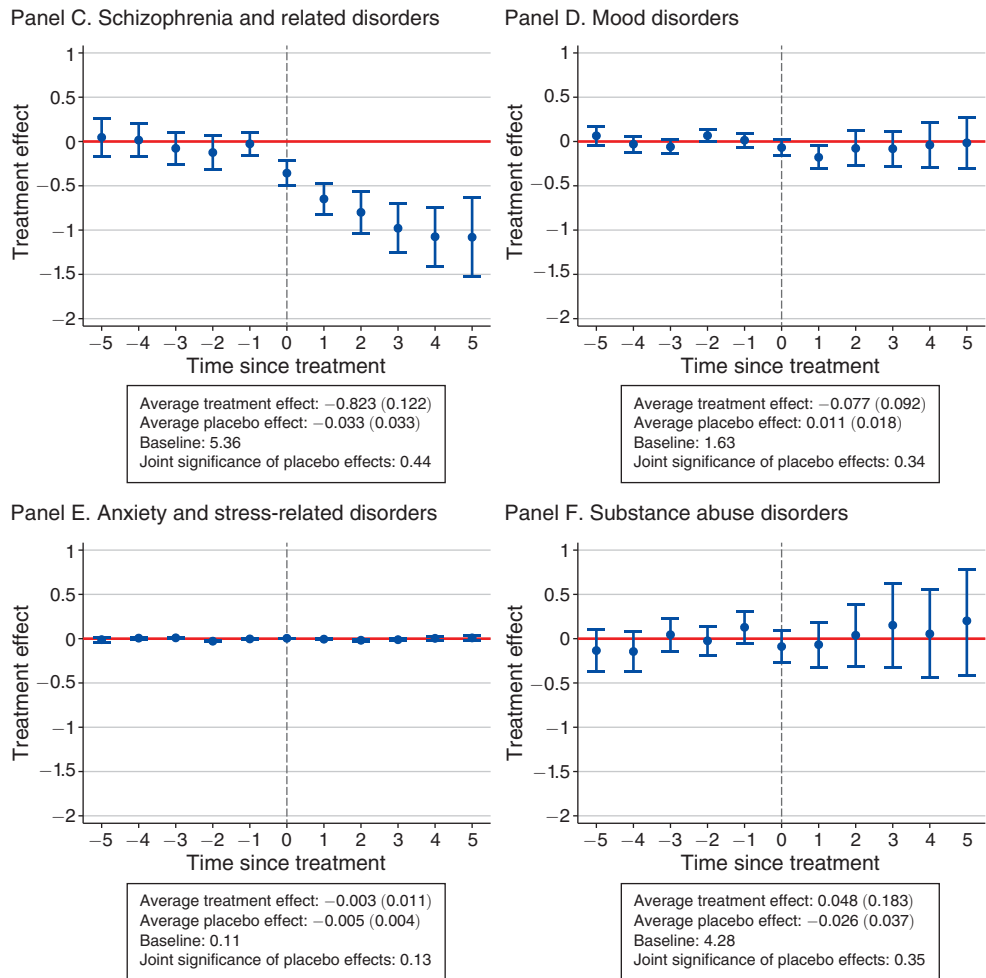 Panel C. Schizophrenia and related disorders
1
0.5
0
−0.5
−1
−1.5
−2
Treatment effect
−5 −4 −3 −2 −1 0 1 2 3 4 5
Time since treatment
Average treatment effect: −0.823 (0.122)
Average placebo effect: −0.033 (0.033)
Baseline: 5.36
Joint significance of placebo effects: 0.44
Panel D. Mood disorders
1
0.5
0
−0.5
−1
−1.5
−2
Treatment effect
−5 −4 −3 −2 −1 0 1 2 3 4 5
Time since treatment
Average treatment effect: −0.077 (0.092)
Average placebo effect: 0.011 (0.018)
Baseline: 1.63
Joint significance of placebo effects: 0.34
Panel E. Anxiety and stress-related disorders
1
0.5
0
−0.5
−1
−1.5
−2
Treatment effect
−5 −4 −3 −2 −1 0 1 2 3 4 5
Time since treatment
Average treatment effect: −0.003 (0.011)
Average placebo effect: −0.005 (0.004)
Baseline: 0.11
Joint significance of placebo effects: 0.13
Panel F. Substance abuse disorders
1
0.5
0
−0.5
−1
−1.5
−2
Treatment effect
−5 −4 −3 −2 −1 0 1 2 3 4 5
Time since treatment
Average treatment effect: 0.048 (0.183)
Average placebo effect: −0.026 (0.037)
Baseline: 4.28
Joint significance of placebo effects: 0.35